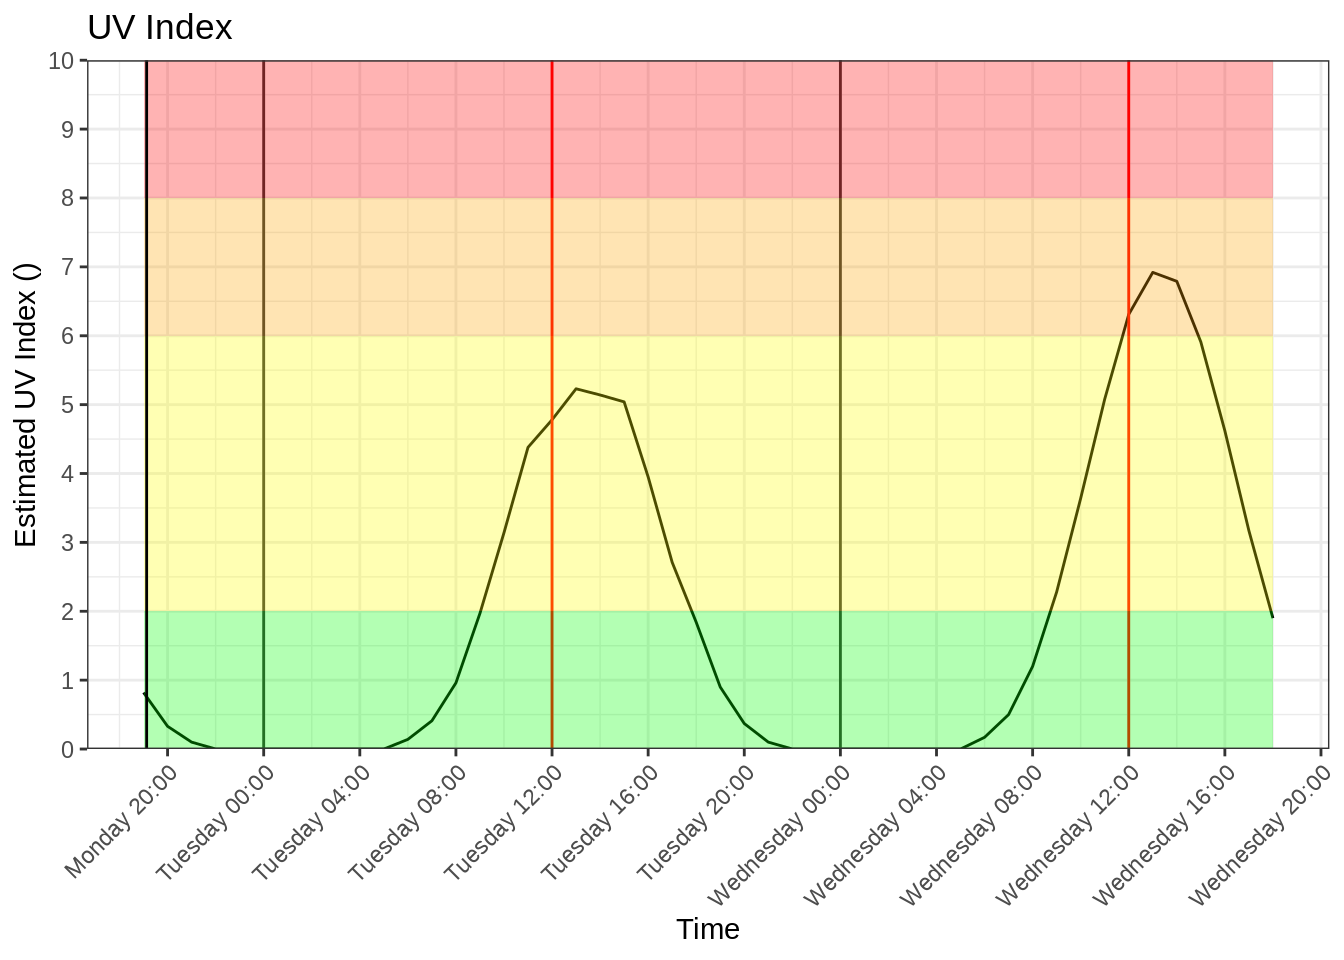 UV Index
Estimated UV Index ()
10
9
8
7
6
5
4
3
2
1
0
Monday 20:00
Tuesday 00:00
Tuesday 04:00
Tuesday 08:00
Tuesday 12:00
Tuesday 16:00
Tuesday 20:00
Wednesday 00:00
Wednesday 04:00
Wednesday 08:00
Wednesday 12:00
Wednesday 16:00
Wednesday 20:00
Time